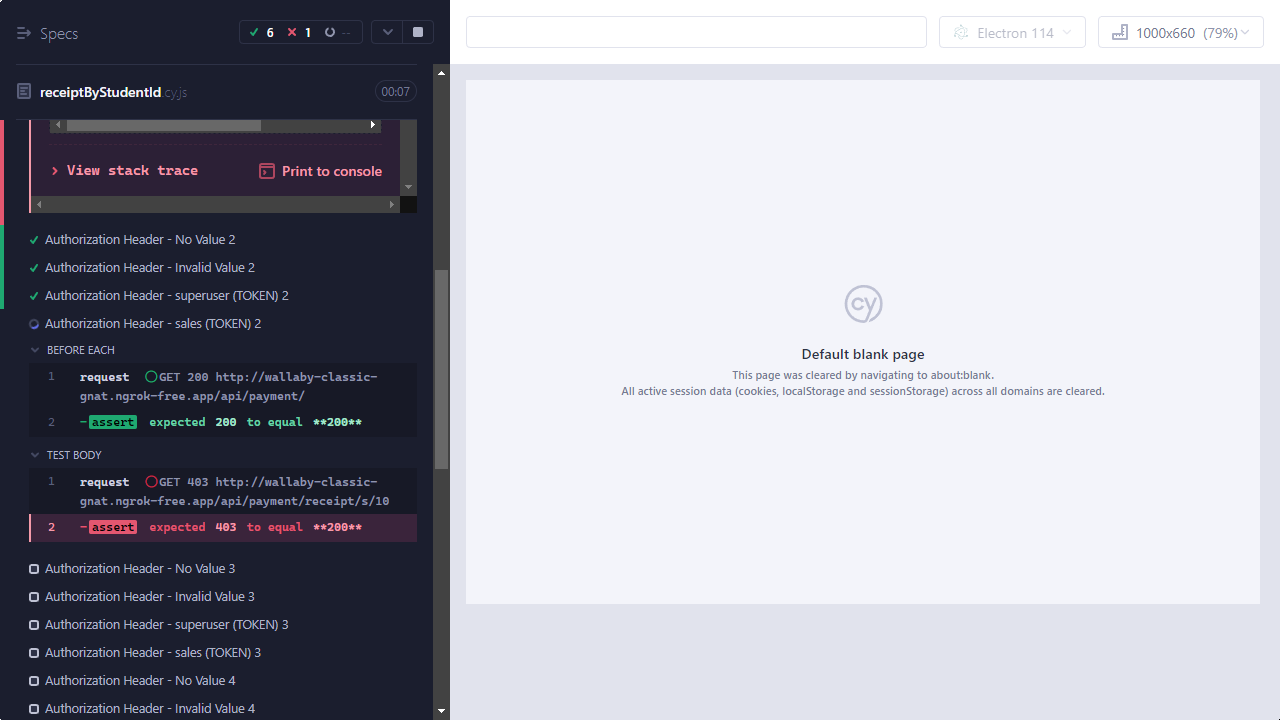 Specs
6
1
--
Electron 114
1000x660 (79%)
receiptByStudentId.cy.js
00:07
View stack trace
Print to console
Authorization Header - No Value 2
Authorization Header - Invalid Value 2
Authorization Header - superuser (TOKEN) 2
Authorization Header - sales (TOKEN) 2
BEFORE EACH
1 request GET 200 http://wallaby-classic-
gnat.ngrok-free.app/api/payment/
2 -assert expected 200 to equal **200**
TEST BODY
1 request GET 403 http://wallaby-classic-
gnat.ngrok-free.app/api/payment/receipt/s/10
2 -assert expected 403 to equal **200**
Authorization Header - No Value 3
Authorization Header - Invalid Value 3
Authorization Header - superuser (TOKEN) 3
Authorization Header - sales (TOKEN) 3
Authorization Header - No Value 4
Authorization Header - Invalid Value 4
cy
Default blank page
This page was cleared by navigating to about:blank.
All active session data (cookies, localStorage and sessionStorage) across all domains are cleared.